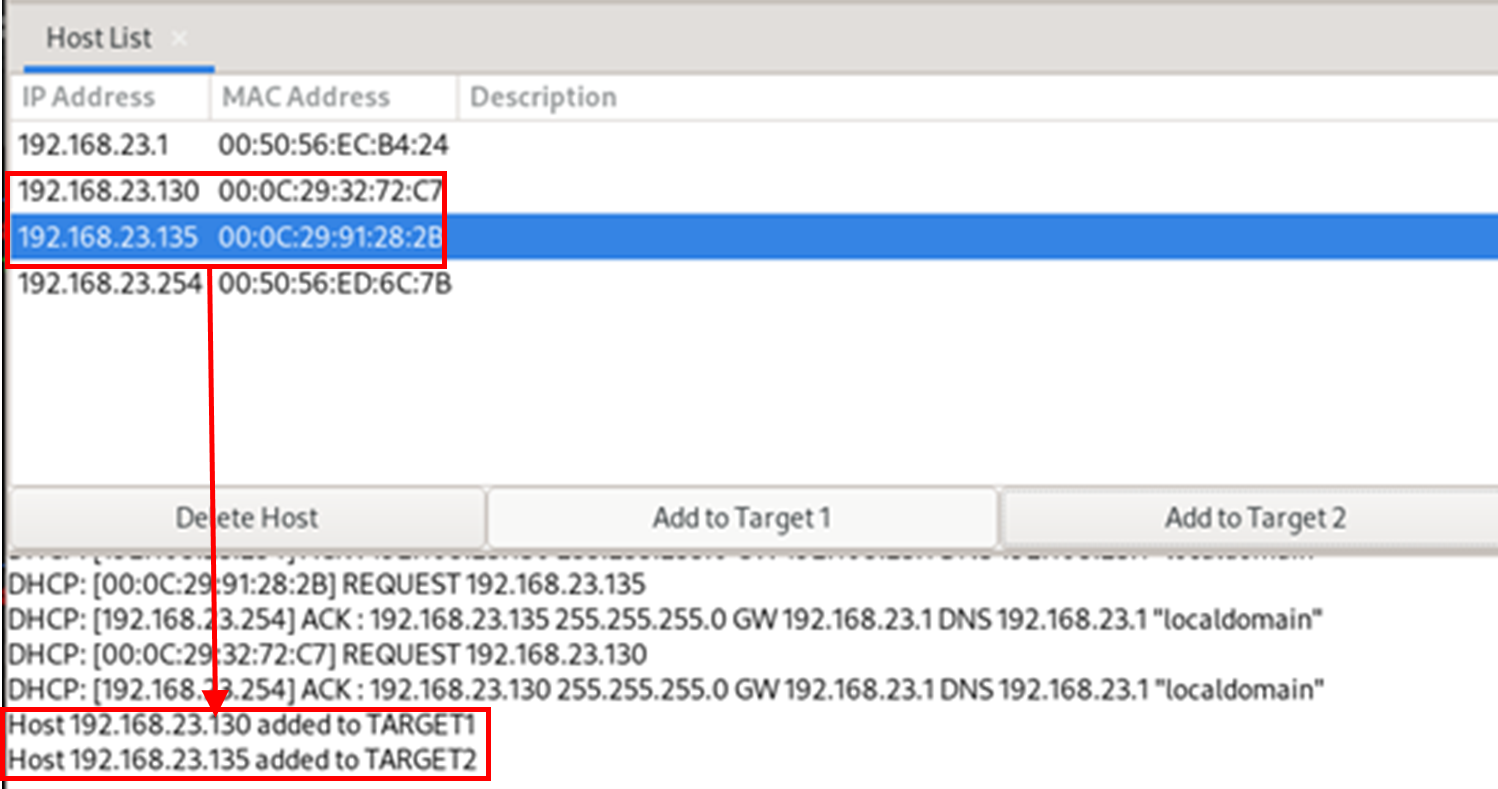 Host List ×
IP Address MAC Address Description
192.168.23.1 00:50:56:EC:B4:24
192.168.23.130 00:0C:29:32:72:C7
192.168.23.135 00:0C:29:91:28:2B
192.168.23.254 00:50:56:ED:6C:7B
Delete Host Add to Target 1 Add to Target 2
DHCP: [00:0C:29:91:28:2B] REQUEST 192.168.23.135
DHCP: [192.168.23.254] ACK : 192.168.23.135 255.255.255.0 GW 192.168.23.1 DNS 192.168.23.1 "localdomain"
DHCP: [00:0C:29:32:72:C7] REQUEST 192.168.23.130
DHCP: [192.168.23.254] ACK : 192.168.23.130 255.255.255.0 GW 192.168.23.1 DNS 192.168.23.1 "localdomain"
Host 192.168.23.130 added to TARGET1
Host 192.168.23.135 added to TARGET2